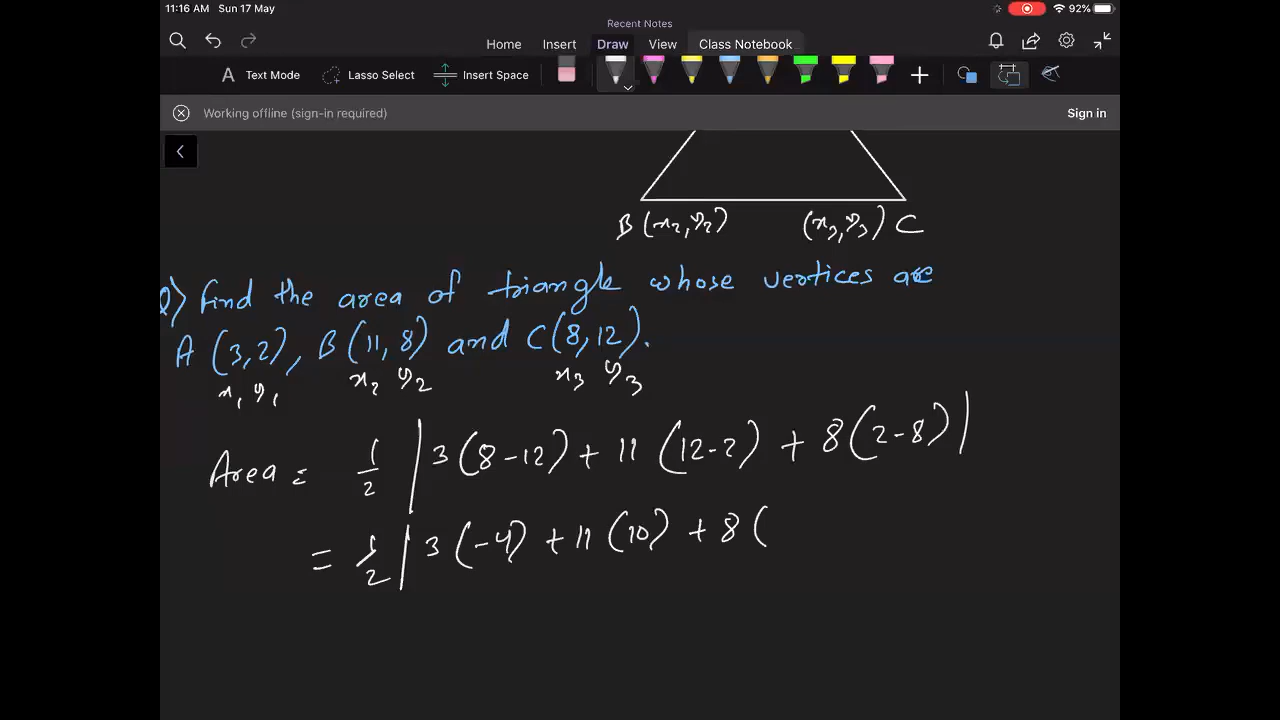 11:16 AM Sun 17 May 92%
Recent Notes
Home Insert Draw View Class Notebook
Text Mode Lasso Select Insert Space
Working offline (sign-in required) Sign in
B (x₂, y₂) (x₃, y₃) C
Q) Find the area of triangle whose vertices are
A (3,2), B (11, 8) and C (8, 12).
x₁ y₁ x₂ y₂ x₃ y₃
Area = 1/2 | 3 (8-12) + 11 (12-2) + 8 (2-8) |
= 1/2 | 3 (-4) + 11 (10) + 8 (